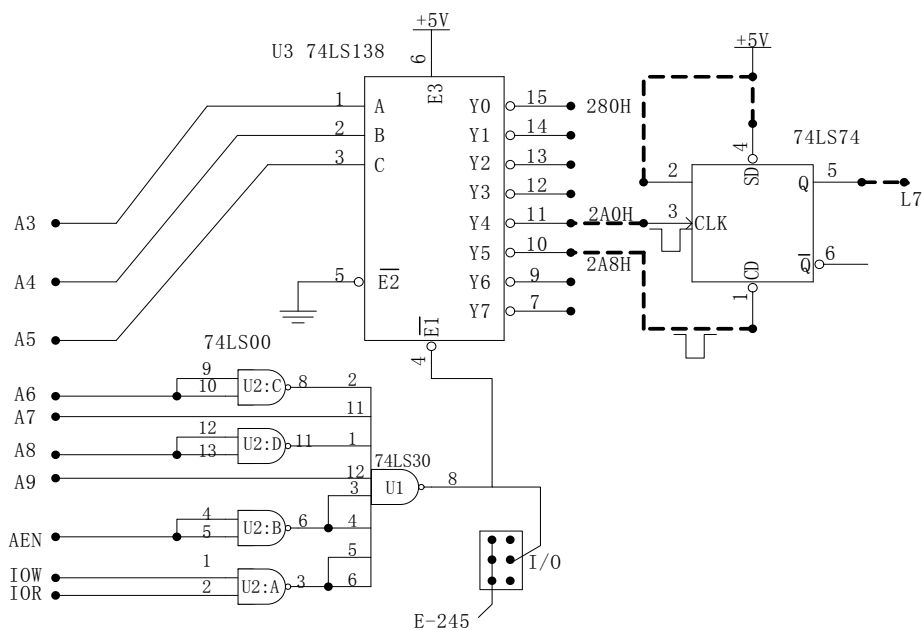 +5V
U3 74LS138
6
E3
1 A
2 B
3 C
Y0 15 280H
Y1 14
Y2 13
Y3 12
Y4 11 2A0H
Y5 10 2A8H
Y6 9
Y7 7
5 E2
E1
4
+5V
74LS74
4
SD
2
Q 5
L7
3 CLK
Q 6
CD
1
A3
A4
A5
74LS00
A6 9 10 U2:C 8 2
A7 11
A8 12 13 U2:D 11 1
74LS30
A9 12
U1 8
3
AEN 4 5 U2:B 6 4
5
IOW 1
IOR 2 U2:A 3 6
I/O
E-245